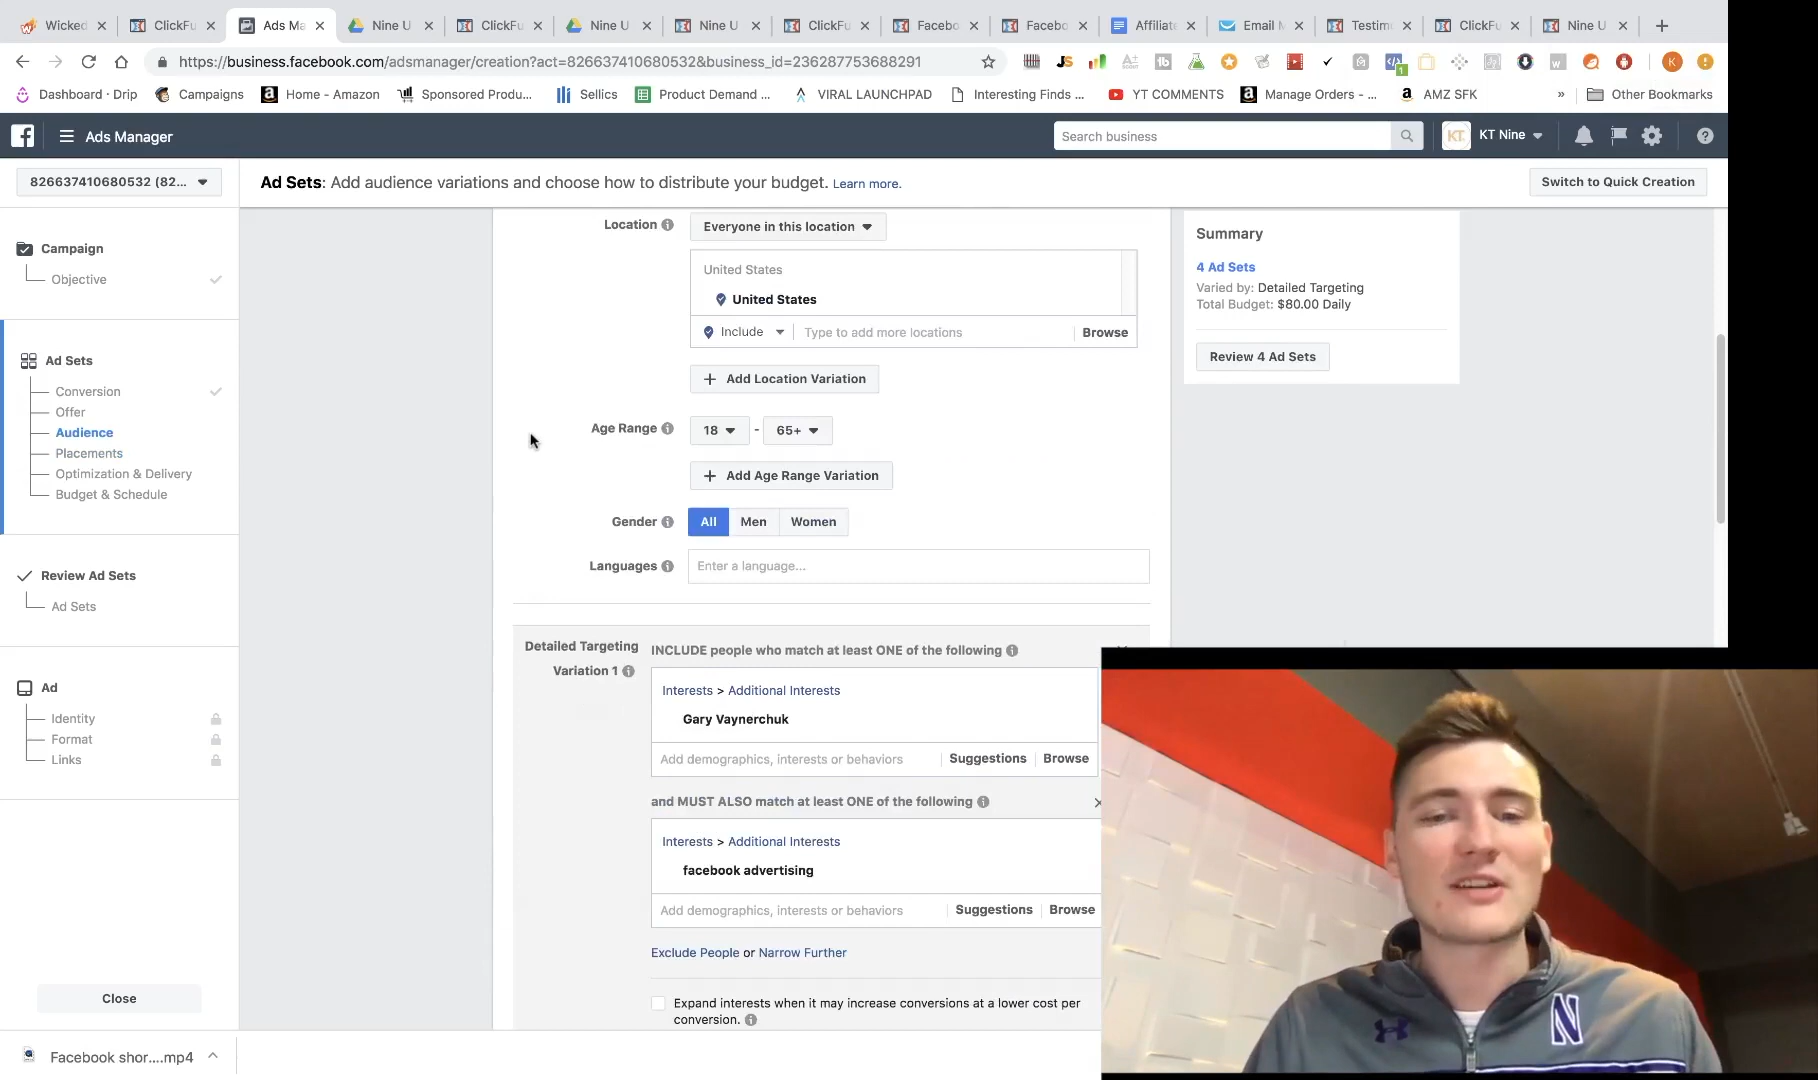 Wicked
ClickFu
Ads Ma
Nine U
ClickFu
Nine U
Nine U
ClickFu
Facebo
Facebo
Affiliate
Email M
Testim
ClickFu
Nine U
https://business.facebook.com/adsmanager/creation?act=826637410680532&business_id=236287753688291
Dashboard · Drip
Campaigns
Home - Amazon
Sponsored Produ...
Sellics
Product Demand ...
VIRAL LAUNCHPAD
Interesting Finds ...
YT COMMENTS
Manage Orders - ...
AMZ SFK
»
Other Bookmarks
Ads Manager
Search business
KT Nine
826637410680532 (82...
Ad Sets: Add audience variations and choose how to distribute your budget. Learn more.
Switch to Quick Creation
Campaign
Objective
Ad Sets
Conversion
Offer
Audience
Placements
Optimization & Delivery
Budget & Schedule
Review Ad Sets
Ad Sets
Ad
Identity
Format
Links
Close
Location
Everyone in this location
United States
United States
Include
Type to add more locations
Browse
+ Add Location Variation
Age Range
18 - 65+
+ Add Age Range Variation
Gender
All
Men
Women
Languages
Enter a language...
Detailed Targeting
Variation 1
INCLUDE people who match at least ONE of the following
Interests > Additional Interests
Gary Vaynerchuk
Add demographics, interests or behaviors
Suggestions
Browse
and MUST ALSO match at least ONE of the following
Interests > Additional Interests
facebook advertising
Add demographics, interests or behaviors
Suggestions
Browse
Exclude People or Narrow Further
Expand interests when it may increase conversions at a lower cost per
conversion.
Summary
4 Ad Sets
Varied by: Detailed Targeting
Total Budget: $80.00 Daily
Review 4 Ad Sets
N
Facebook shor....mp4